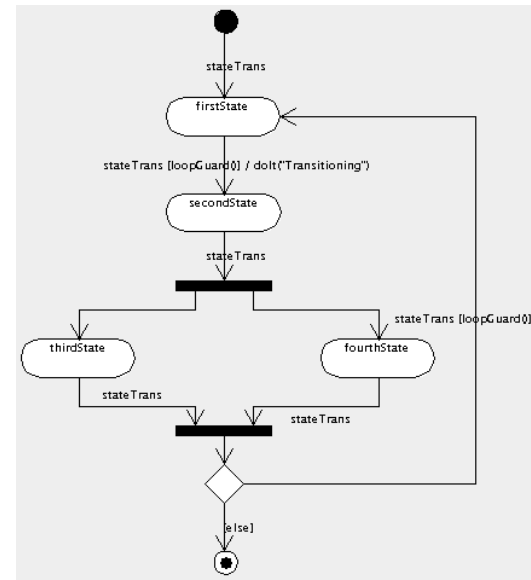 stateTrans
firstState
stateTrans [loopGuard()] / doIt("Transitioning")
secondState
stateTrans
stateTrans [loopGuard()]
thirdState
fourthState
stateTrans
stateTrans
[else]